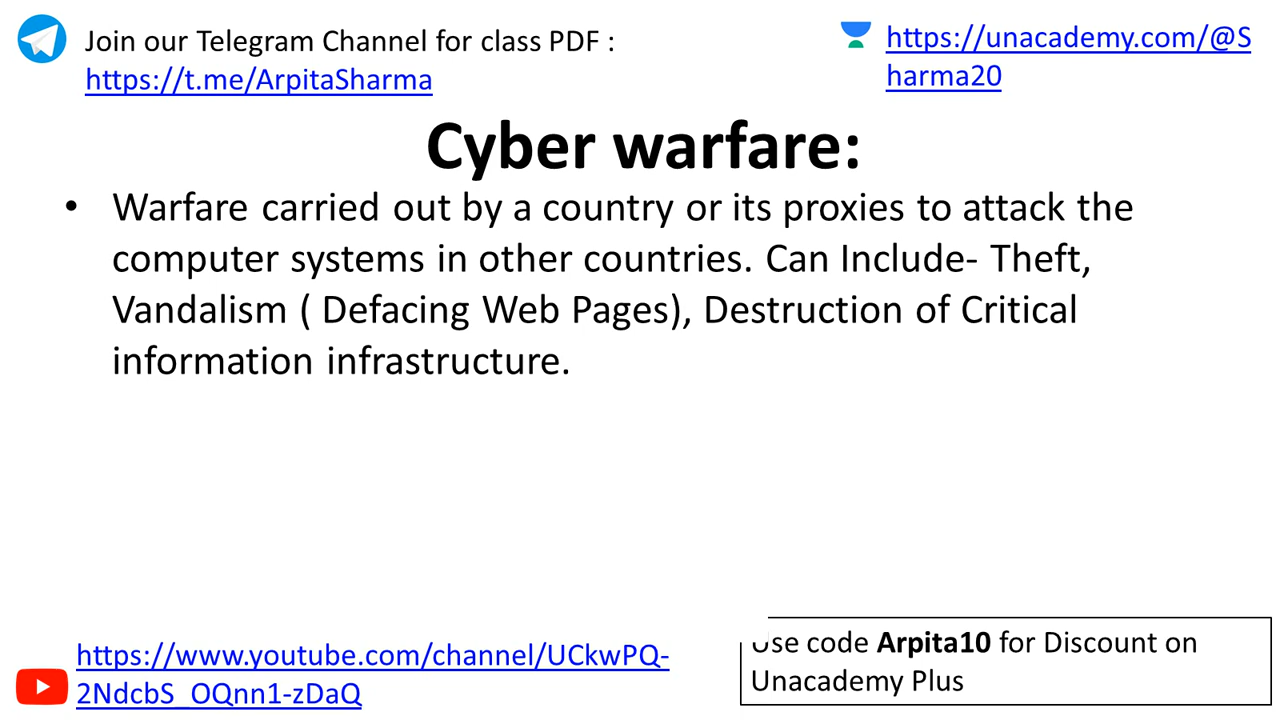 Join our Telegram Channel for class PDF :
https://t.me/ArpitaSharma
https://unacademy.com/@S
harma20
Cyber warfare:
• Warfare carried out by a country or its proxies to attack the
computer systems in other countries. Can Include- Theft,
Vandalism ( Defacing Web Pages), Destruction of Critical
information infrastructure.
https://www.youtube.com/channel/UCkwPQ-
2NdcbS_OQnn1-zDaQ
Use code Arpita10 for Discount on
Unacademy Plus